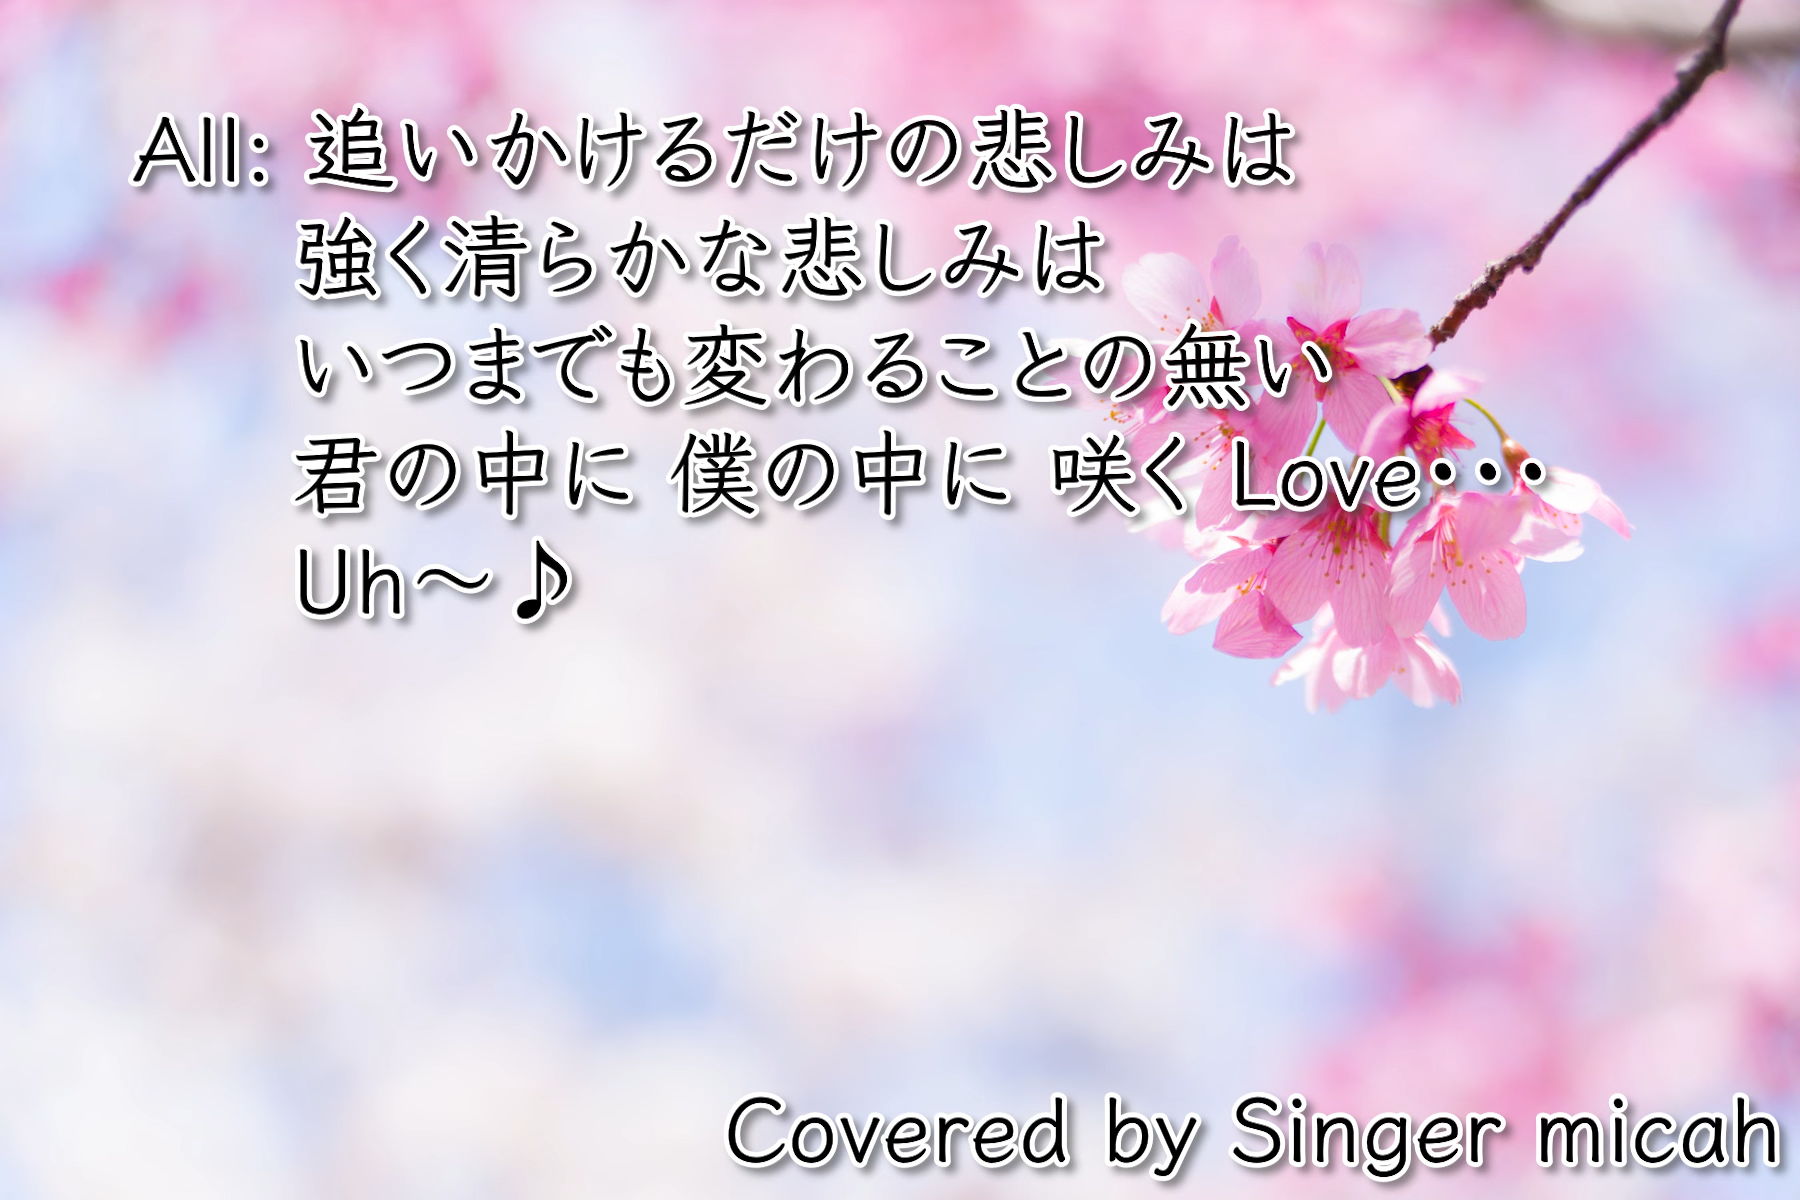 All: 追いかけるだけの悲しみは
強く清らかな悲しみは
いつまでも変わることの無い
君の中に 僕の中に 咲く Love･･･
Uh～♪
Covered by Singer micah